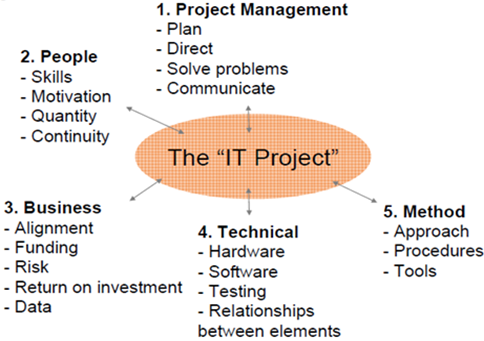 1. Project Management
- Plan
- Direct
- Solve problems
- Communicate
2. People
- Skills
- Motivation
- Quantity
- Continuity
The “IT Project”
3. Business
- Alignment
- Funding
- Risk
- Return on investment
- Data
4. Technical
- Hardware
- Software
- Testing
- Relationships
between elements
5. Method
- Approach
- Procedures
- Tools